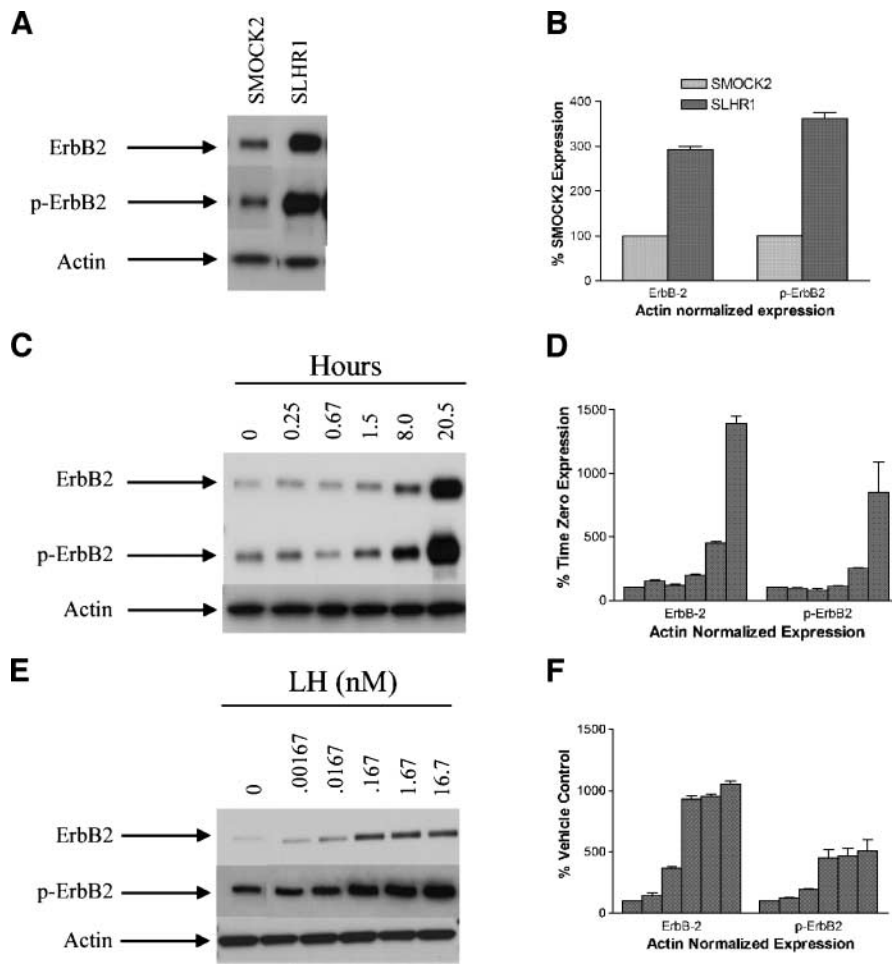 A
SMOCK2
SLHR1
ErbB2
p-ErbB2
Actin
B
SMOCK2
SLHR1
% SMOCK2 Expression
400
300
200
100
0
ErbB-2 p-ErbB2
Actin normalized expression
C
Hours
0 0.25 0.67 1.5 8.0 20.5
ErbB2
p-ErbB2
Actin
D
% Time Zero Expression
1500
1000
500
0
ErbB-2 p-ErbB2
Actin Normalized Expression
E
LH (nM)
0 .00167 .0167 .167 1.67 16.7
ErbB2
p-ErbB2
Actin
F
% Vehicle Control
1500
1000
500
0
ErbB-2 p-ErbB2
Actin Normalized Expression